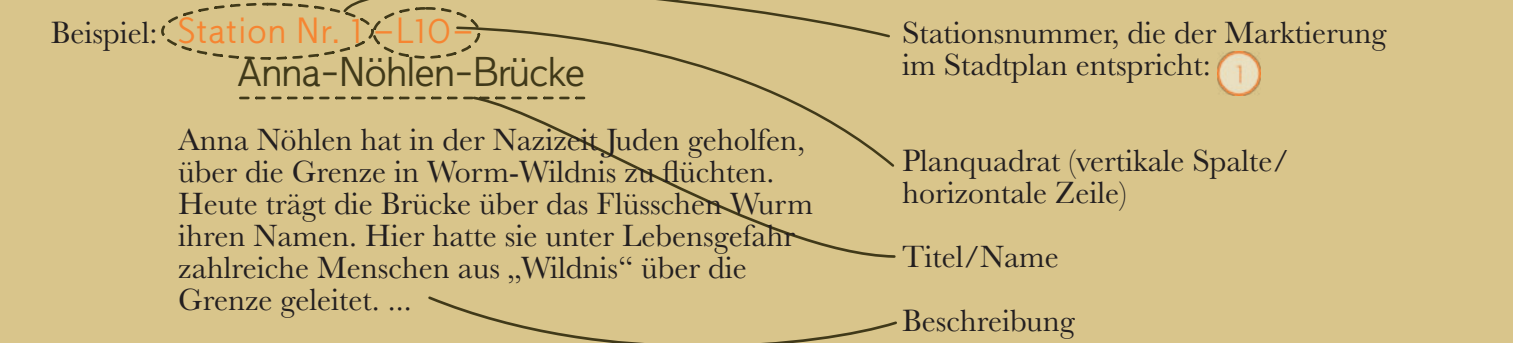 Beispiel: Station Nr. 1 –L10–
Anna-Nöhlen-Brücke
Anna Nöhlen hat in der Nazizeit Juden geholfen,
über die Grenze in Worm-Wildnis zu flüchten.
Heute trägt die Brücke über das Flüsschen Wurm
ihren Namen. Hier hatte sie unter Lebensgefahr
zahlreiche Menschen aus „Wildnis“ über die
Grenze geleitet. ...
Stationsnummer, die der Marktierung
im Stadtplan entspricht: 1
Planquadrat (vertikale Spalte/
horizontale Zeile)
Titel/Name
Beschreibung